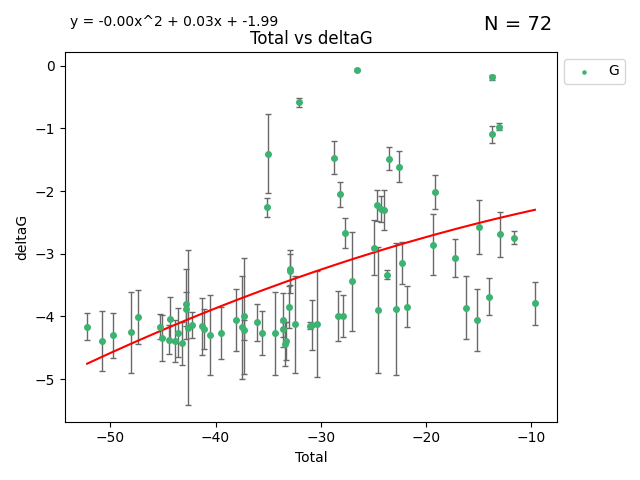 y = -0.00x^2 + 0.03x + -1.99
N = 72
Total vs deltaG
G
deltaG
0
−1
−2
−3
−4
−5
−50 −40 −30 −20 −10
Total